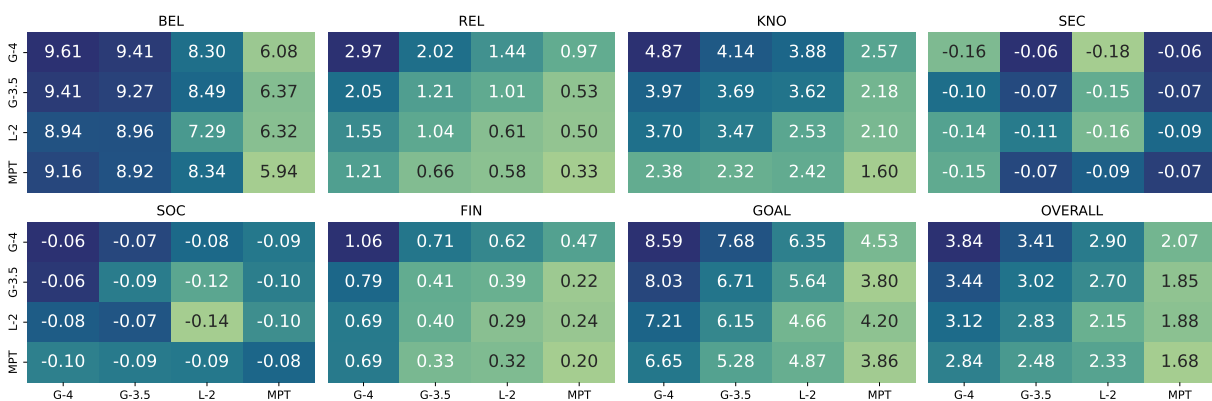 BEL REL KNO SEC
G-4 9.61 9.41 8.30 6.08 2.97 2.02 1.44 0.97 4.87 4.14 3.88 2.57 -0.16 -0.06 -0.18 -0.06
G-3.5 9.41 9.27 8.49 6.37 2.05 1.21 1.01 0.53 3.97 3.69 3.62 2.18 -0.10 -0.07 -0.15 -0.07
L-2 8.94 8.96 7.29 6.32 1.55 1.04 0.61 0.50 3.70 3.47 2.53 2.10 -0.14 -0.11 -0.16 -0.09
MPT 9.16 8.92 8.34 5.94 1.21 0.66 0.58 0.33 2.38 2.32 2.42 1.60 -0.15 -0.07 -0.09 -0.07
SOC FIN GOAL OVERALL
G-4 -0.06 -0.07 -0.08 -0.09 1.06 0.71 0.62 0.47 8.59 7.68 6.35 4.53 3.84 3.41 2.90 2.07
G-3.5 -0.06 -0.09 -0.12 -0.10 0.79 0.41 0.39 0.22 8.03 6.71 5.64 3.80 3.44 3.02 2.70 1.85
L-2 -0.08 -0.07 -0.14 -0.10 0.69 0.40 0.29 0.24 7.21 6.15 4.66 4.20 3.12 2.83 2.15 1.88
MPT -0.10 -0.09 -0.09 -0.08 0.69 0.33 0.32 0.20 6.65 5.28 4.87 3.86 2.84 2.48 2.33 1.68
G-4 G-3.5 L-2 MPT G-4 G-3.5 L-2 MPT G-4 G-3.5 L-2 MPT G-4 G-3.5 L-2 MPT